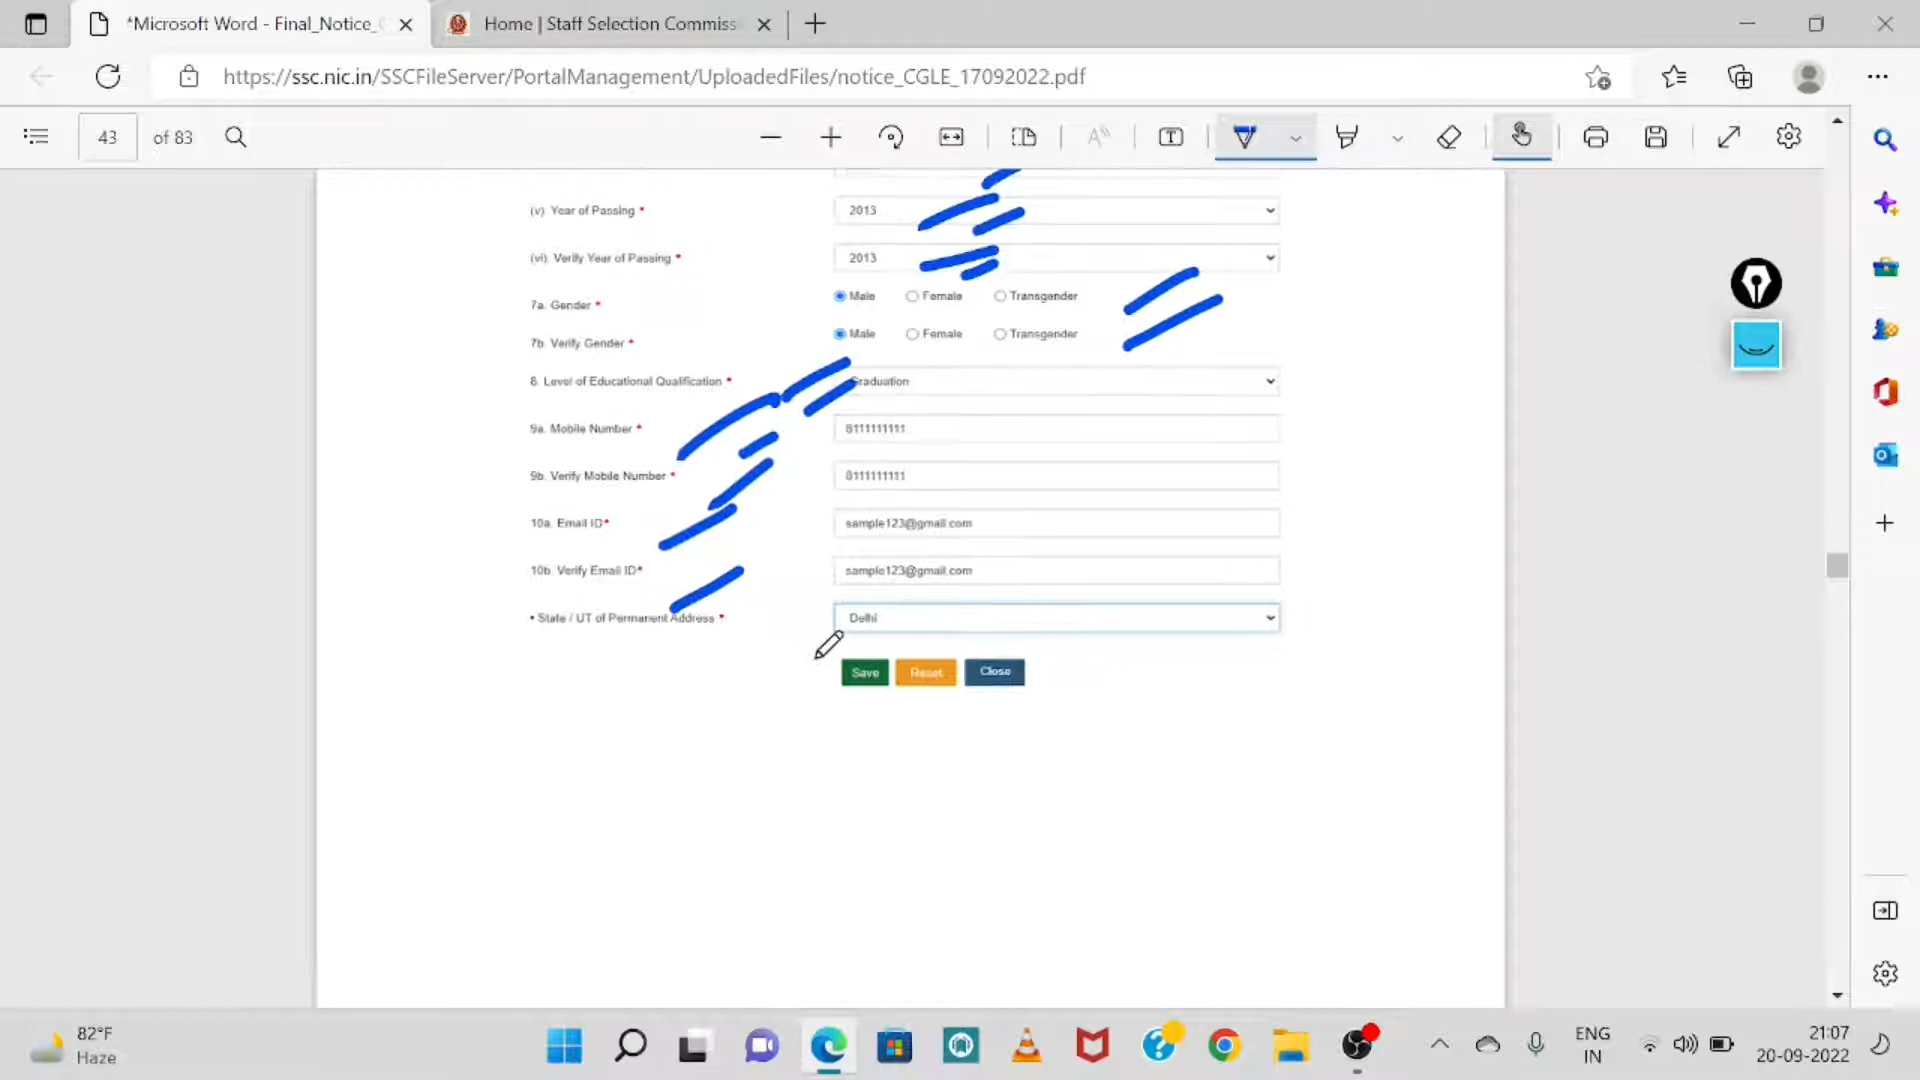 *Microsoft Word - Final_Notice_
Home | Staff Selection Commiss
https://ssc.nic.in/SSCFileServer/PortalManagement/UploadedFiles/notice_CGLE_17092022.pdf
43 of 83
(v) Year of Passing * 2013
(vi) Verify Year of Passing * 2013
7a. Gender * Male Female Transgender
7b. Verify Gender * Male Female Transgender
8. Level of Educational Qualification * Graduation
9a. Mobile Number * 8111111111
9b. Verify Mobile Number * 8111111111
10a. Email ID* sample123@gmail.com
10b. Verify Email ID* sample123@gmail.com
• State / UT of Permanent Address * Delhi
Save Reset Close
82°F
Haze
ENG
IN
21:07
20-09-2022